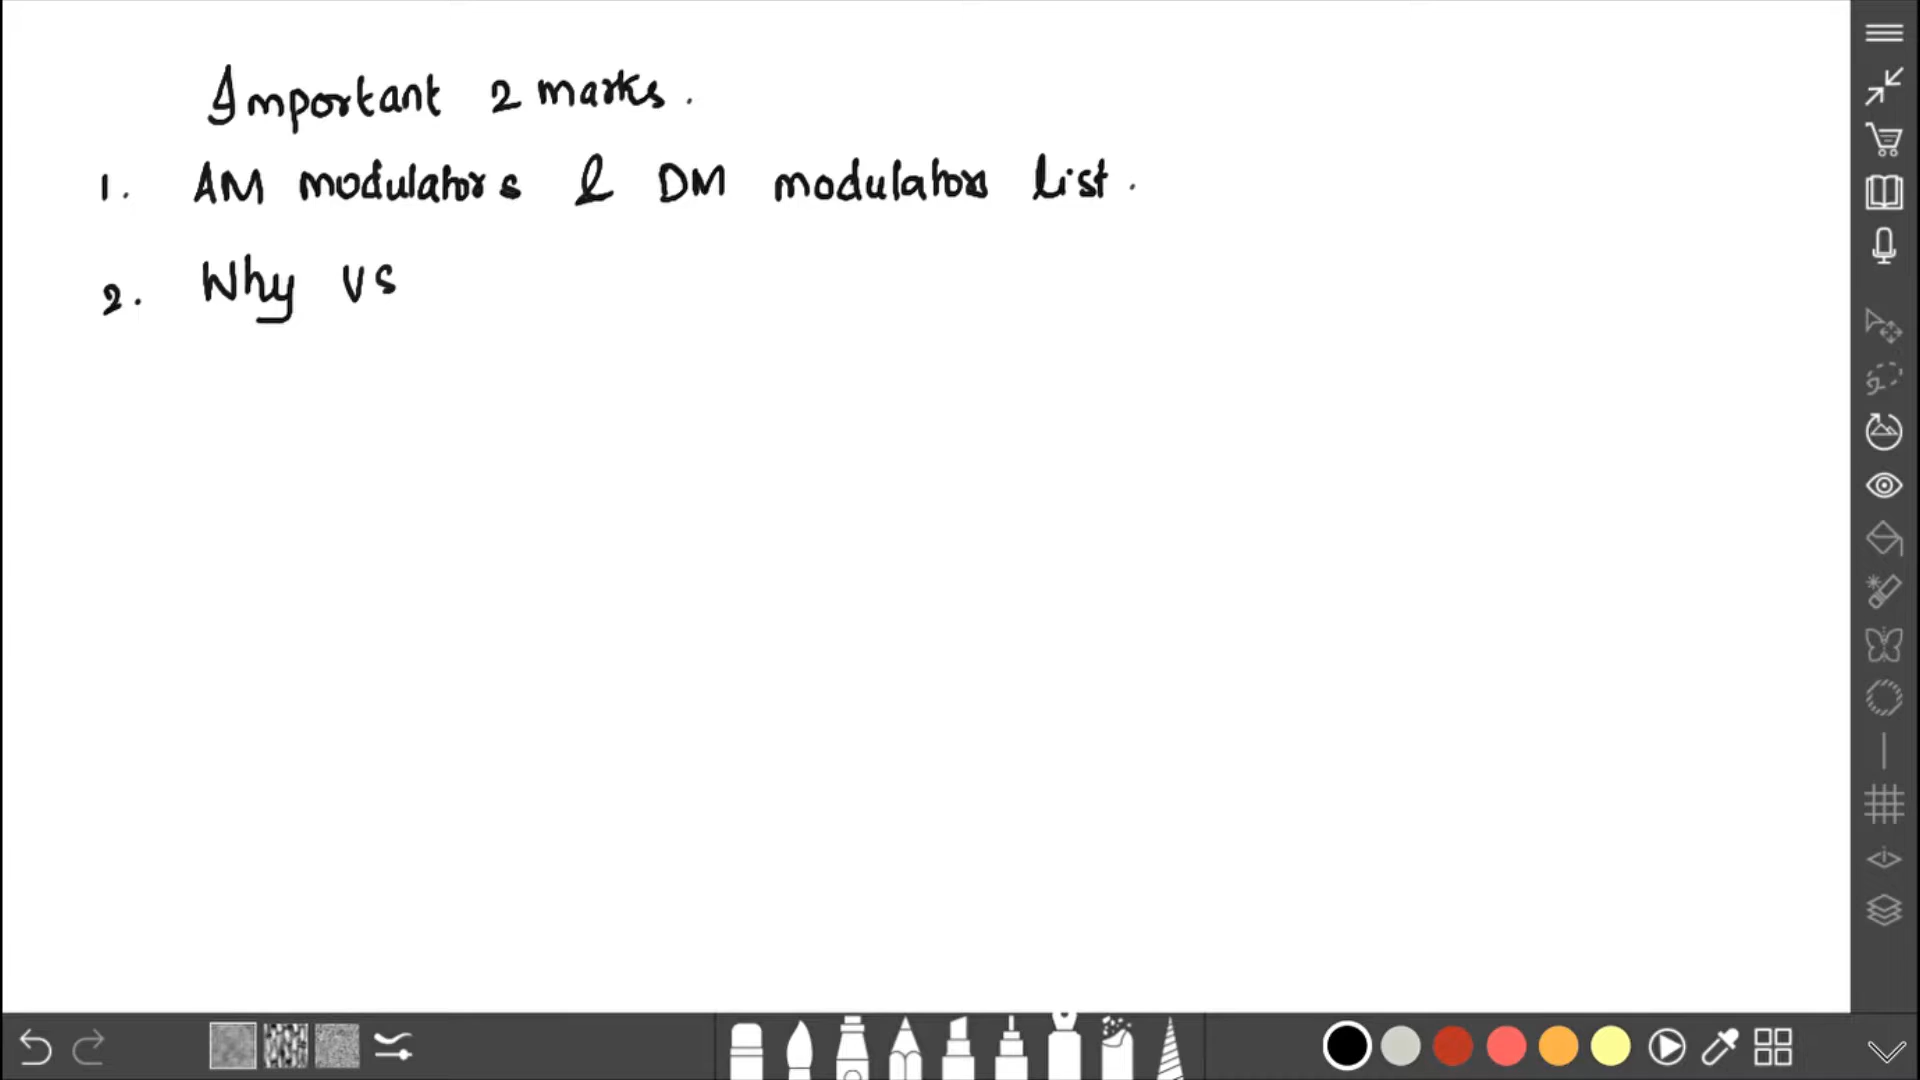 Important 2 marks.
1. AM modulators & DM modulators list.
2. Why VS